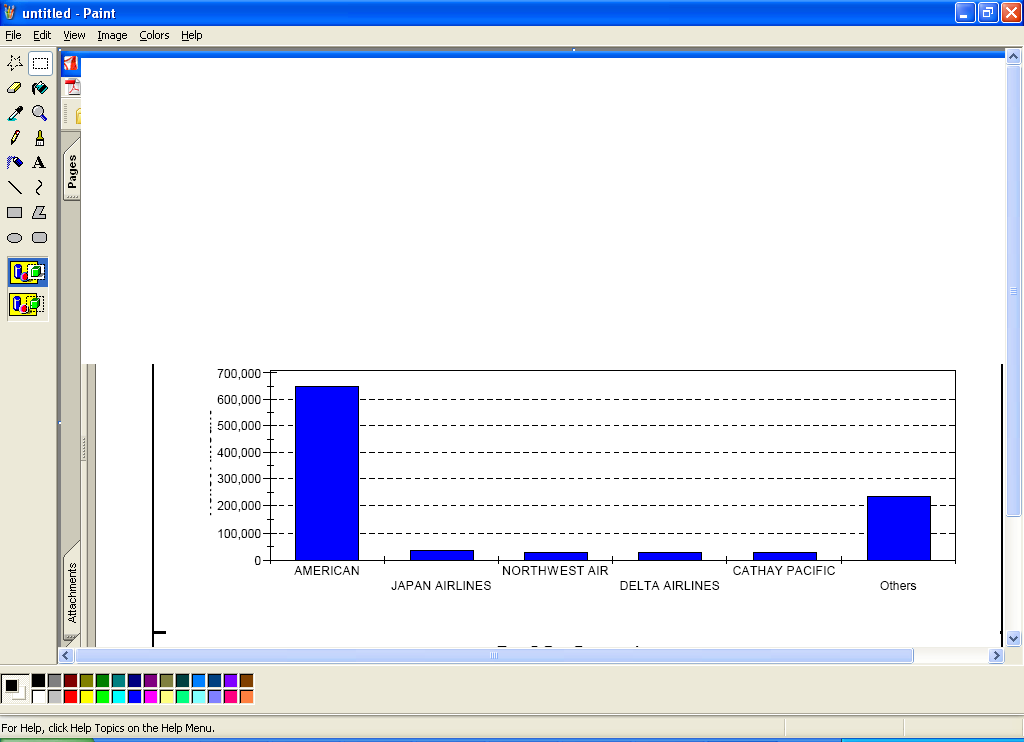 untitled - Paint
File Edit View Image Colors Help
Pages
Attachments
700,000
600,000
500,000
400,000
300,000
200,000
100,000
0
AMERICAN
JAPAN AIRLINES
NORTHWEST AIR
DELTA AIRLINES
CATHAY PACIFIC
Others
For Help, click Help Topics on the Help Menu.